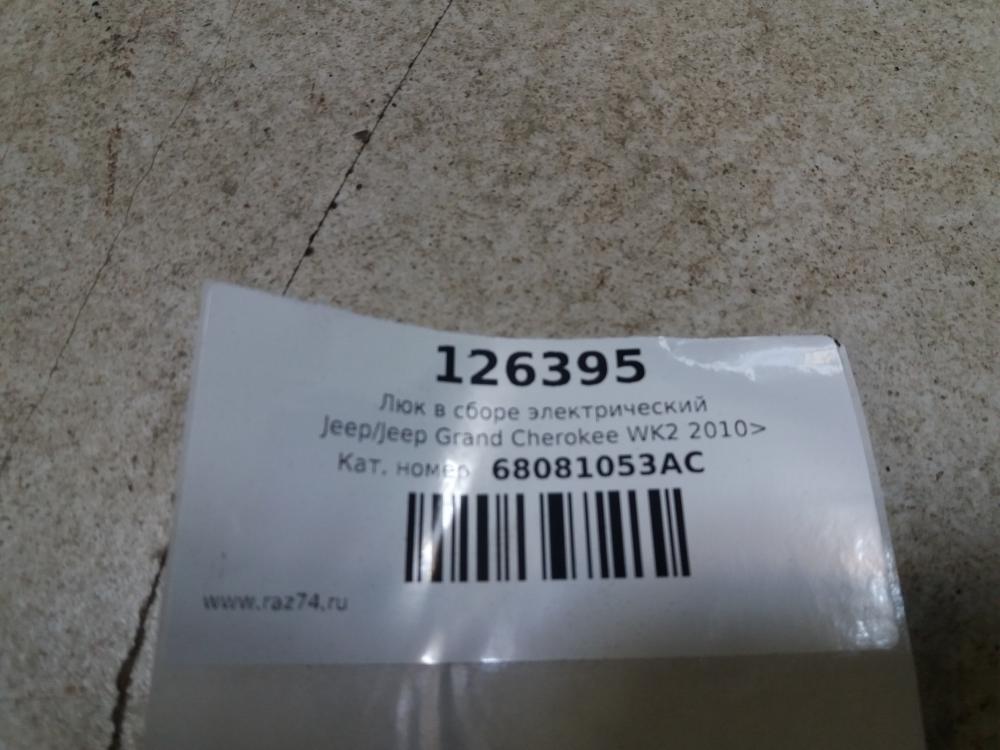 126395
Люк в сборе электрический
Jeep/Jeep Grand Cherokee WK2 2010>
Кат. номер 68081053AC
www.raz74.ru